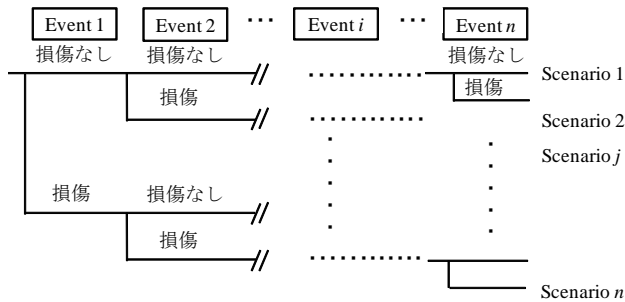 Event 1 Event 2 … Event i … Event n
損傷なし 損傷なし 損傷なし
Scenario 1
損傷 損傷
Scenario 2
Scenario j
損傷 損傷なし
損傷
Scenario n